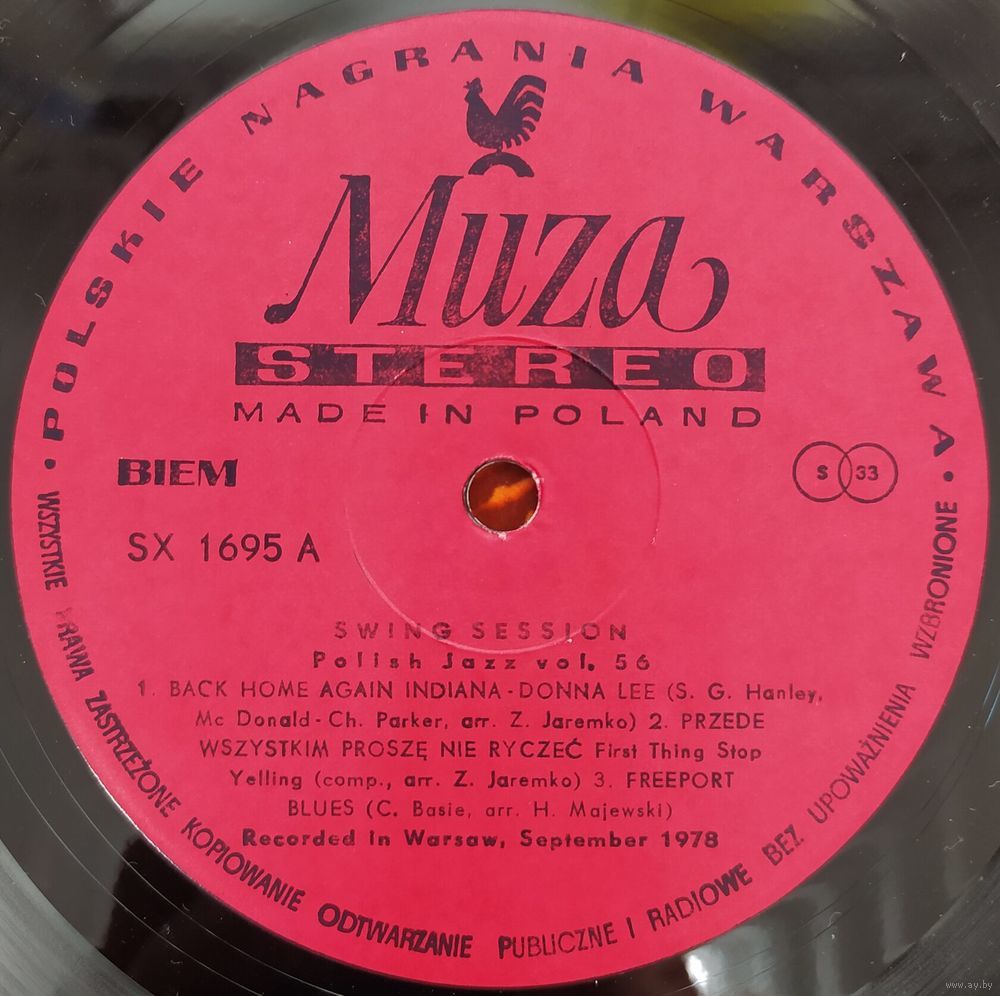 • POLSKIE NAGRANIA WARSZAWA •
Muza
STEREO
MADE IN POLAND
BIEM
S 33
SX 1695 A
SWING SESSION
Polish Jazz vol. 56
1. BACK HOME AGAIN INDIANA - DONNA LEE (S. G. Hanley,
Mc Donald - Ch. Parker, arr. Z. Jaremko) 2. PRZEDE
WSZYSTKIM PROSZĘ NIE RYCZEĆ First Thing Stop
Yelling (comp., arr. Z. Jaremko) 3. FREEPORT
BLUES (C. Basie, arr. H. Majewski)
Recorded in Warsaw, September 1978
WSZYSTKIE PRAWA ZASTRZEŻONE KOPIOWANIE ODTWARZANIE PUBLICZNE I RADIOWE BEZ UPOWAŻNIENIA WZBRONIONE
www.ay.by